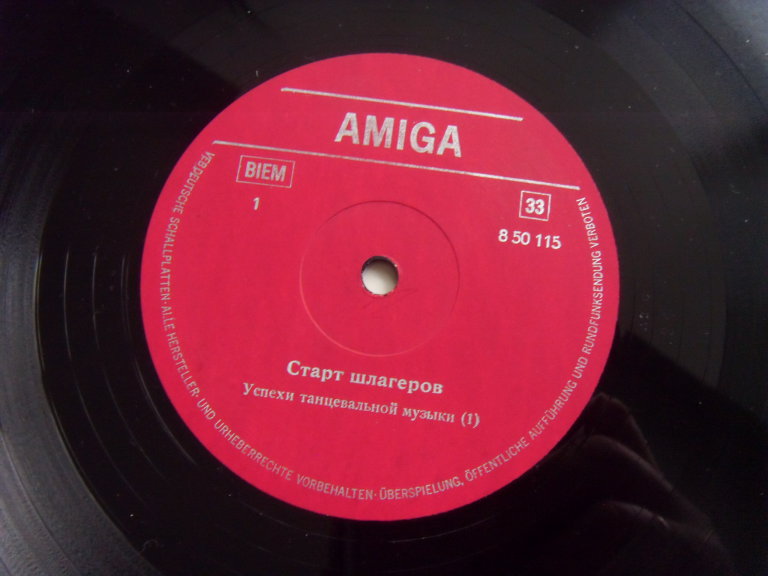 AMIGA
BIEM
33
1
8 50 115
Старт шлагеров
Успехи танцевальной музыки (1)
VEB DEUTSCHE SCHALLPLATTEN · ALLE HERSTELLER- UND URHEBERRECHTE VORBEHALTEN · ÜBERSPIELUNG, ÖFFENTLICHE AUFFÜHRUNG UND RUNDFUNKSENDUNG VERBOTEN